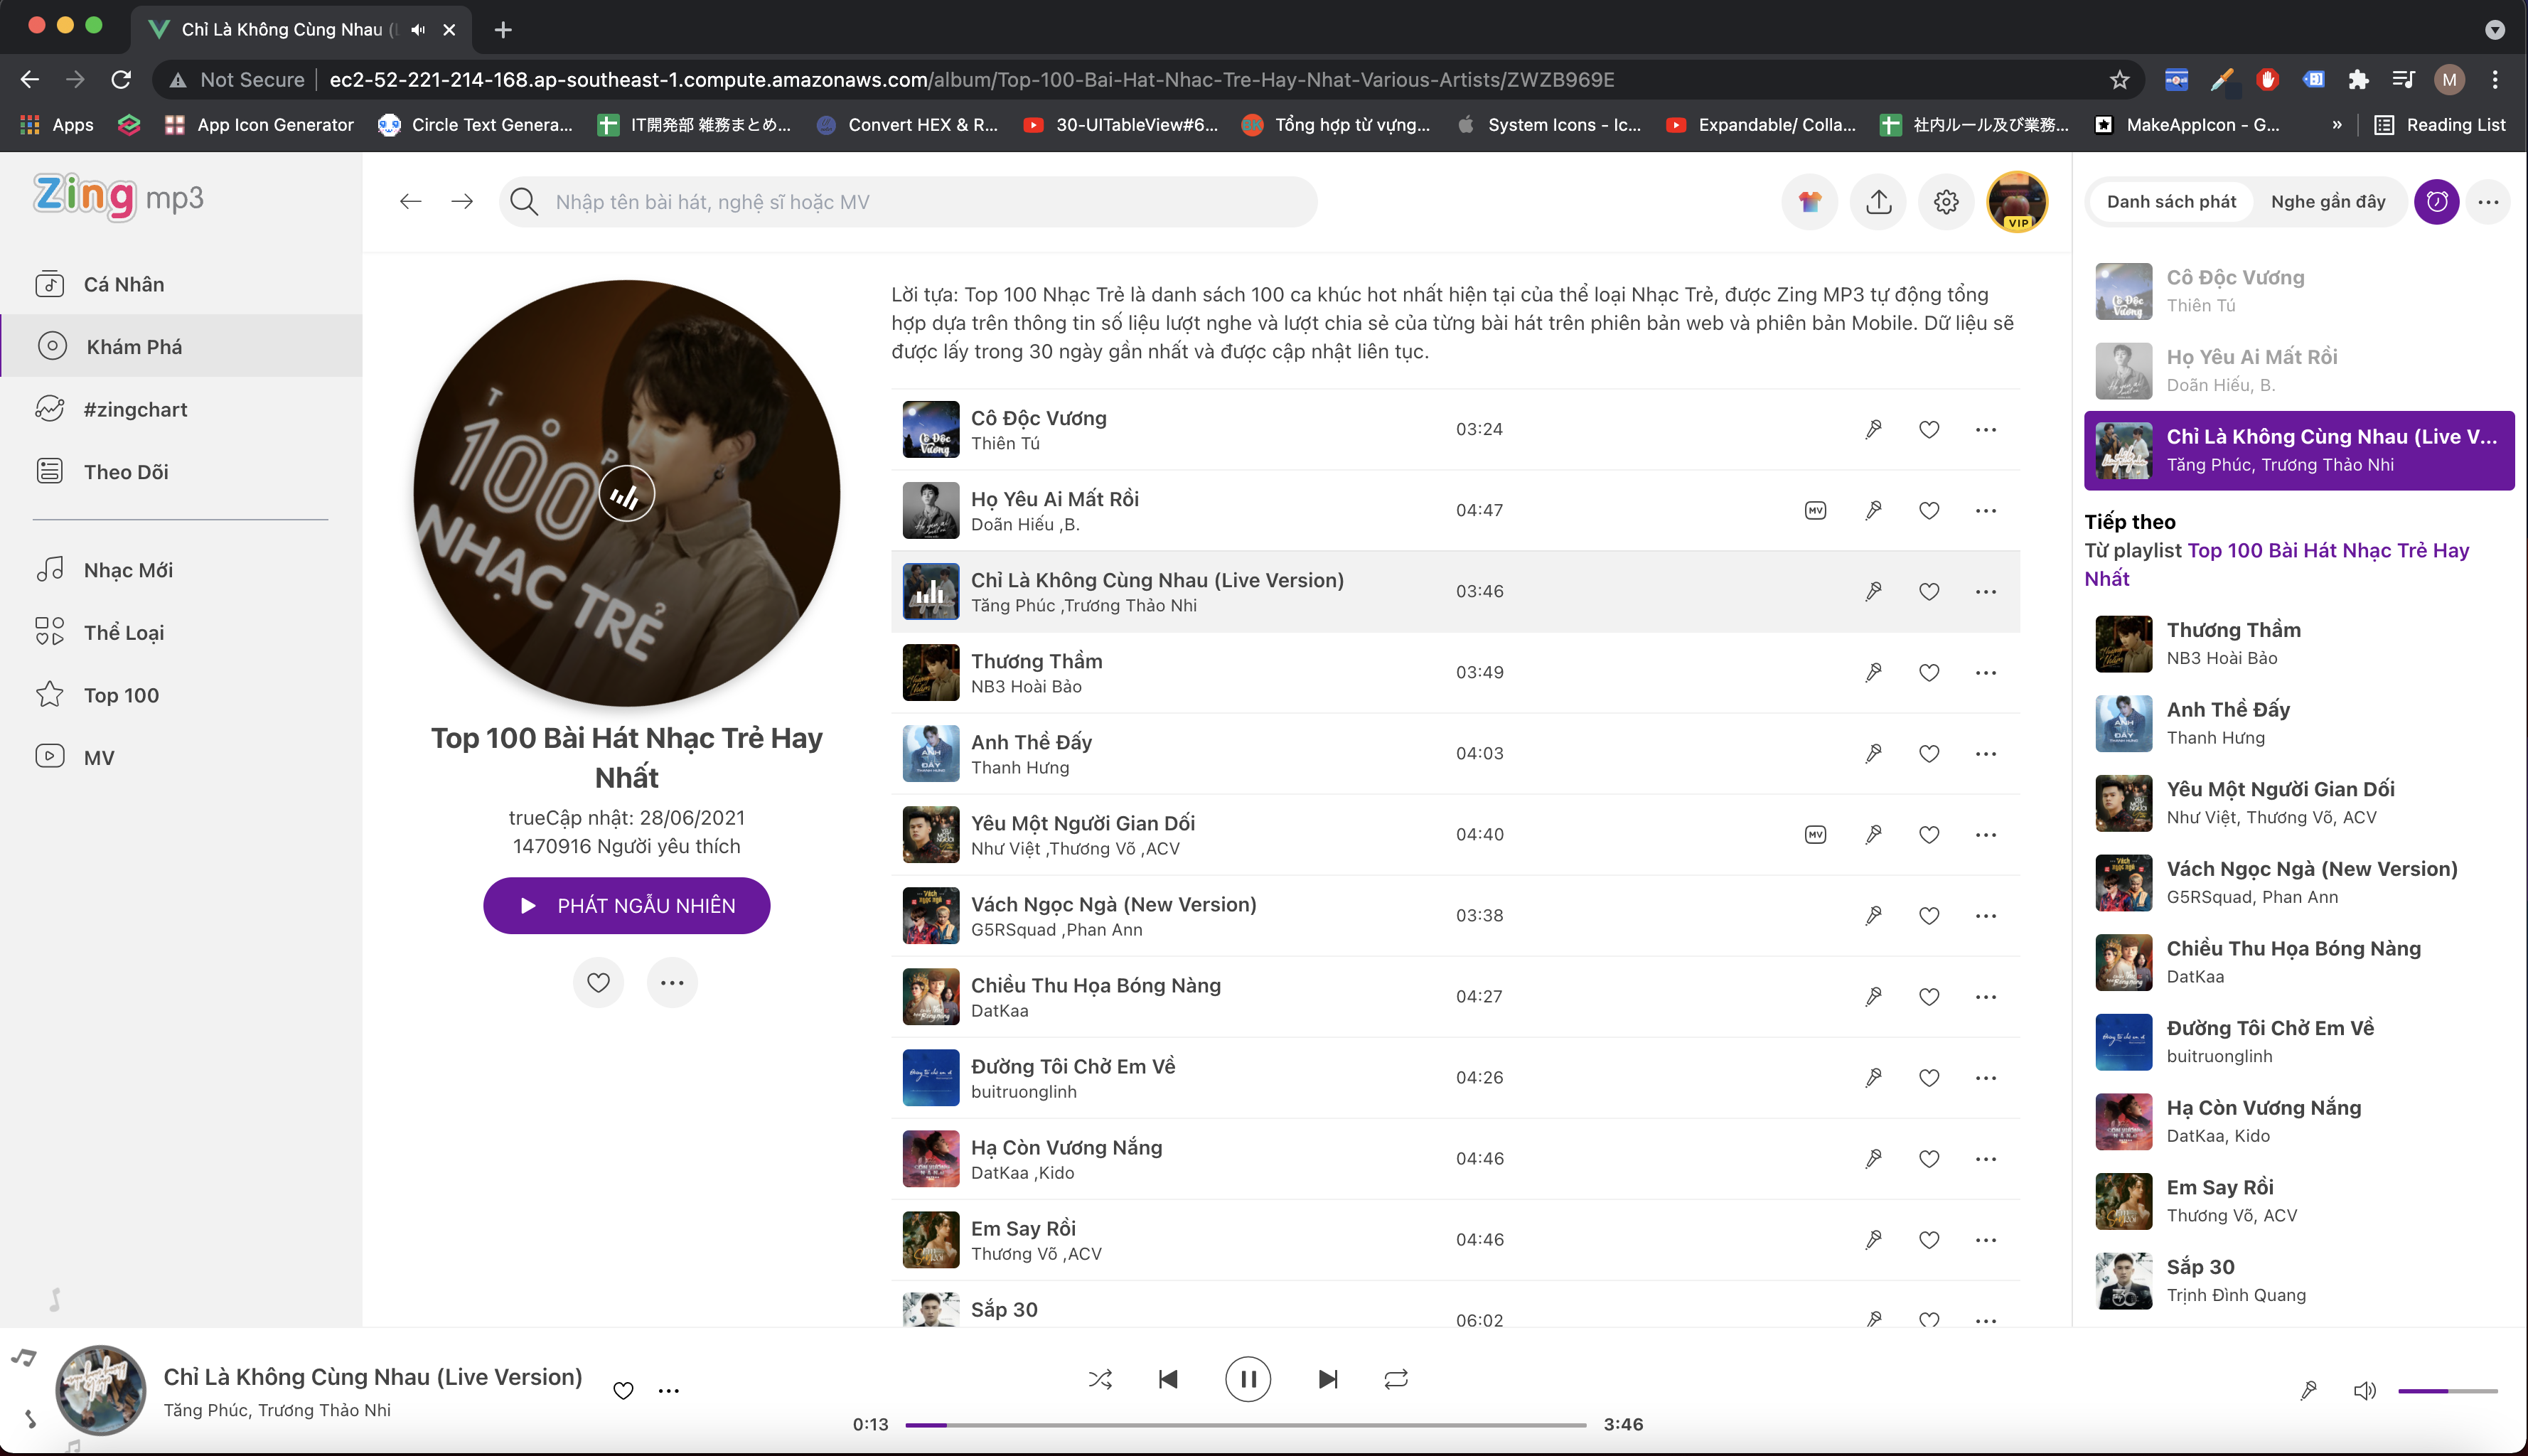 Chỉ Là Không Cùng Nhau (
Not Secure
ec2-52-221-214-168.ap-southeast-1.compute.amazonaws.com/album/Top-100-Bai-Hat-Nhac-Tre-Hay-Nhat-Various-Artists/ZWZB969E
M
Apps
App Icon Generator
Circle Text Genera...
IT開発部 雑務まとめ...
Convert HEX & R...
30-UITableView#6...
Tổng hợp từ vựng...
System Icons - Ic...
Expandable/ Colla...
社内ルール及び業務...
MakeAppIcon - G...
»
Reading List
Zing mp3
Cá Nhân
Khám Phá
#zingchart
Theo Dõi
Nhạc Mới
Thể Loại
Top 100
MV
Nhập tên bài hát, nghệ sĩ hoặc MV
VIP
TOP
100
NHẠC TRẺ
Top 100 Bài Hát Nhạc Trẻ Hay
Nhất
trueCập nhật: 28/06/2021
1470916 Người yêu thích
PHÁT NGẪU NHIÊN
Lời tựa: Top 100 Nhạc Trẻ là danh sách 100 ca khúc hot nhất hiện tại của thể loại Nhạc Trẻ, được Zing MP3 tự động tổng
hợp dựa trên thông tin số liệu lượt nghe và lượt chia sẻ của từng bài hát trên phiên bản web và phiên bản Mobile. Dữ liệu sẽ
được lấy trong 30 ngày gần nhất và được cập nhật liên tục.
Cô Độc Vương
Thiên Tú
03:24
Họ Yêu Ai Mất Rồi
Doãn Hiếu ,B.
04:47
MV
Chỉ Là Không Cùng Nhau (Live Version)
Tăng Phúc ,Trương Thảo Nhi
03:46
Thương Thầm
NB3 Hoài Bảo
03:49
Anh Thề Đấy
Thanh Hưng
04:03
Yêu Một Người Gian Dối
Như Việt ,Thương Võ ,ACV
04:40
MV
Vách Ngọc Ngà (New Version)
G5RSquad ,Phan Ann
03:38
Chiều Thu Họa Bóng Nàng
DatKaa
04:27
Đường Tôi Chở Em Về
buitruonglinh
04:26
Hạ Còn Vương Nắng
DatKaa ,Kido
04:46
Em Say Rồi
Thương Võ ,ACV
04:46
Sắp 30
06:02
Danh sách phát
Nghe gần đây
Cô Độc Vương
Thiên Tú
Họ Yêu Ai Mất Rồi
Doãn Hiếu, B.
Chỉ Là Không Cùng Nhau (Live V...
Tăng Phúc, Trương Thảo Nhi
Tiếp theo
Từ playlist Top 100 Bài Hát Nhạc Trẻ Hay
Nhất
Thương Thầm
NB3 Hoài Bảo
Anh Thề Đấy
Thanh Hưng
Yêu Một Người Gian Dối
Như Việt, Thương Võ, ACV
Vách Ngọc Ngà (New Version)
G5RSquad, Phan Ann
Chiều Thu Họa Bóng Nàng
DatKaa
Đường Tôi Chở Em Về
buitruonglinh
Hạ Còn Vương Nắng
DatKaa, Kido
Em Say Rồi
Thương Võ, ACV
Sắp 30
Trịnh Đình Quang
Chỉ Là Không Cùng Nhau (Live Version)
Tăng Phúc, Trương Thảo Nhi
0:13
3:46